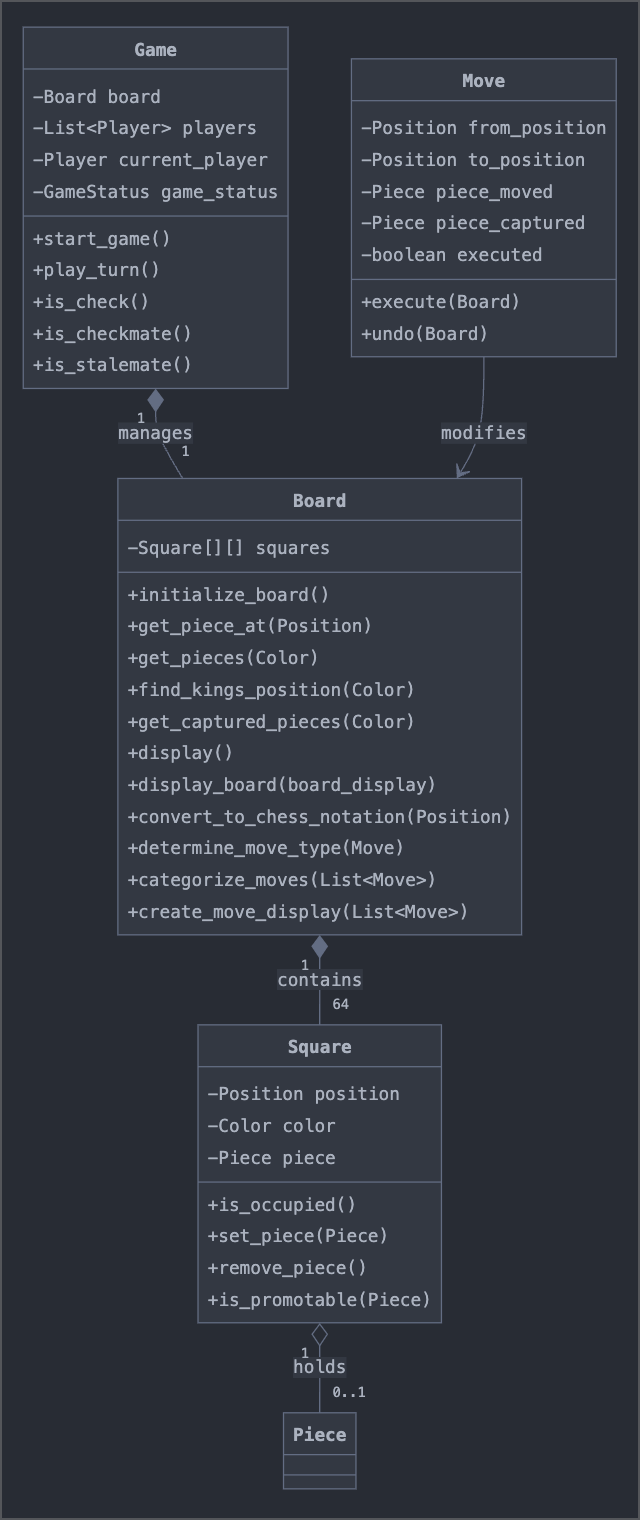 Game
-Board board
-List<Player> players
-Player current_player
-GameStatus game_status
+start_game()
+play_turn()
+is_check()
+is_checkmate()
+is_stalemate()
Move
-Position from_position
-Position to_position
-Piece piece_moved
-Piece piece_captured
-boolean executed
+execute(Board)
+undo(Board)
1
manages
1
modifies
Board
-Square[][] squares
+initialize_board()
+get_piece_at(Position)
+get_pieces(Color)
+find_kings_position(Color)
+get_captured_pieces(Color)
+display()
+display_board(board_display)
+convert_to_chess_notation(Position)
+determine_move_type(Move)
+categorize_moves(List<Move>)
+create_move_display(List<Move>)
1
contains
64
Square
-Position position
-Color color
-Piece piece
+is_occupied()
+set_piece(Piece)
+remove_piece()
+is_promotable(Piece)
1
holds
0..1
Piece